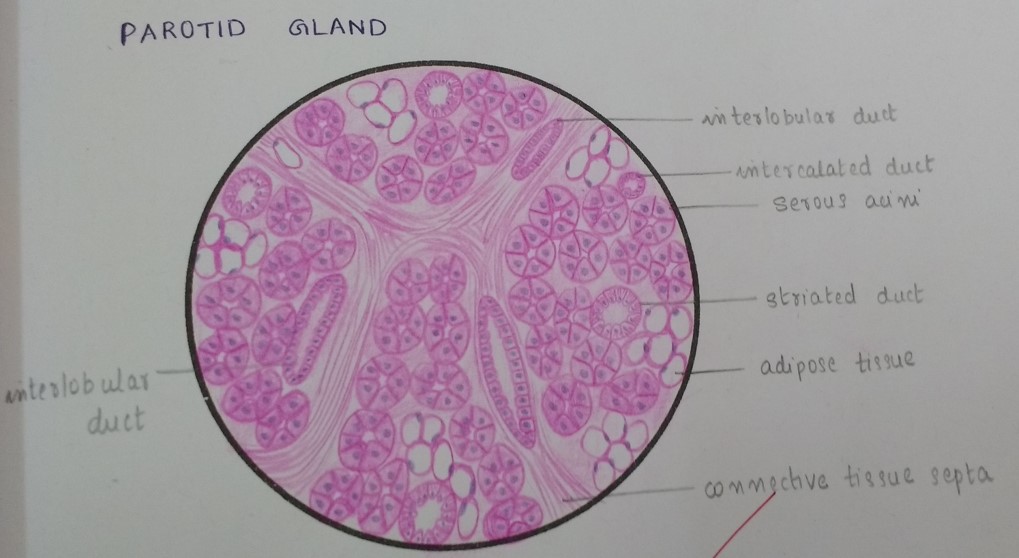 PAROTID GLAND
interlobular duct
intercalated duct
serous acini
striated duct
adipose tissue
interlobular
duct
connective tissue septa